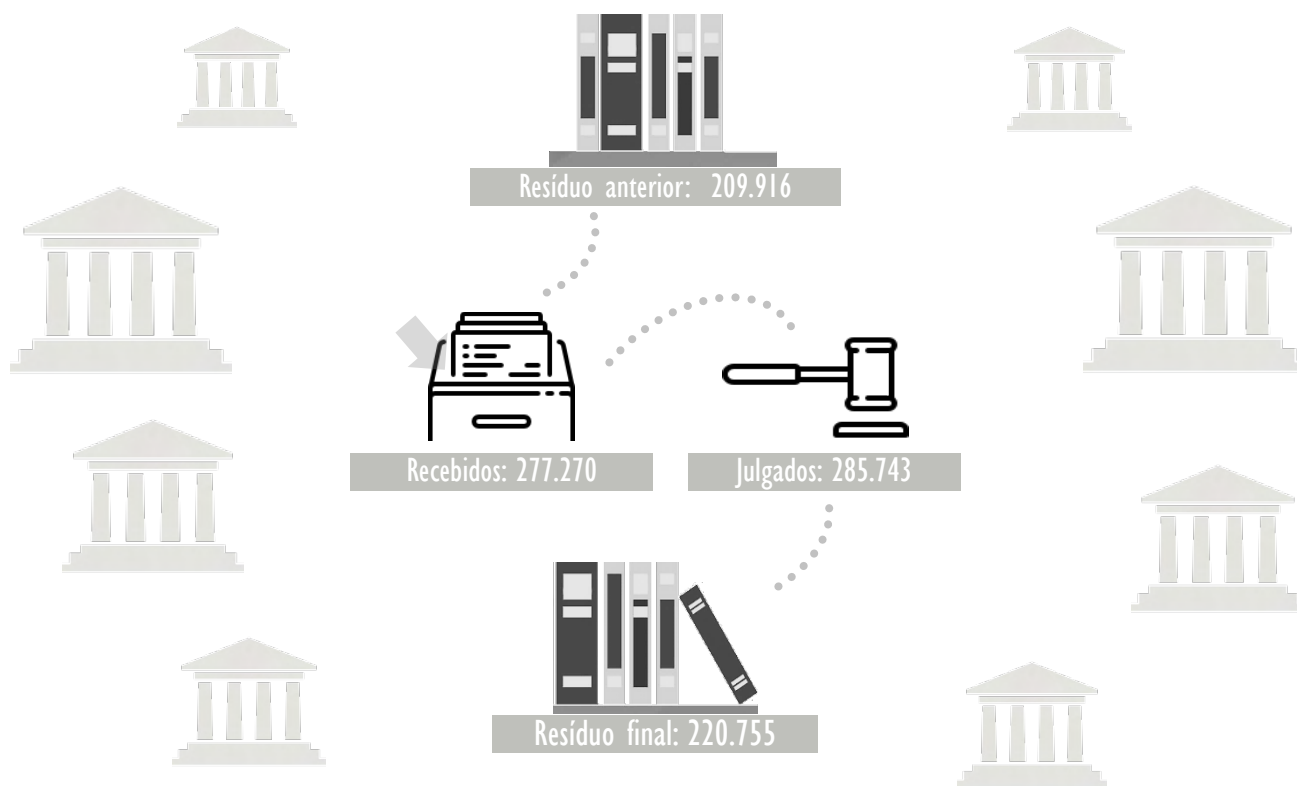 Resíduo anterior: 209.916
Recebidos: 277.270
Julgados: 285.743
Resíduo final: 220.755